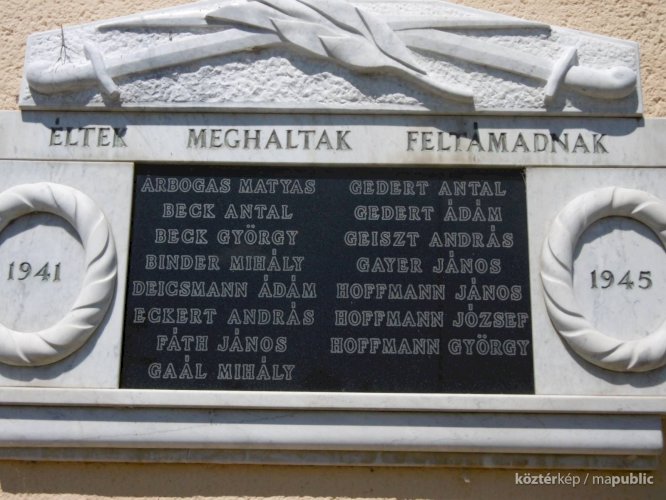 ÉLTEK MEGHALTAK FELTÁMADNAK
1941
ARBOGAS MATYAS
BECK ANTAL
BECK GYÖRGY
BINDER MIHÁLY
DEICSMANN ÁDÁM
ECKERT ANDRÁS
FÁTH JÁNOS
GAÁL MIHÁLY
GEDERT ANTAL
GEDERT ÁDÁM
GEISZT ANDRÁS
GAYER JÁNOS
HOFFMANN JÁNOS
HOFFMANN JÓZSEF
HOFFMANN GYÖRGY
1945
köztérkép / mapublic